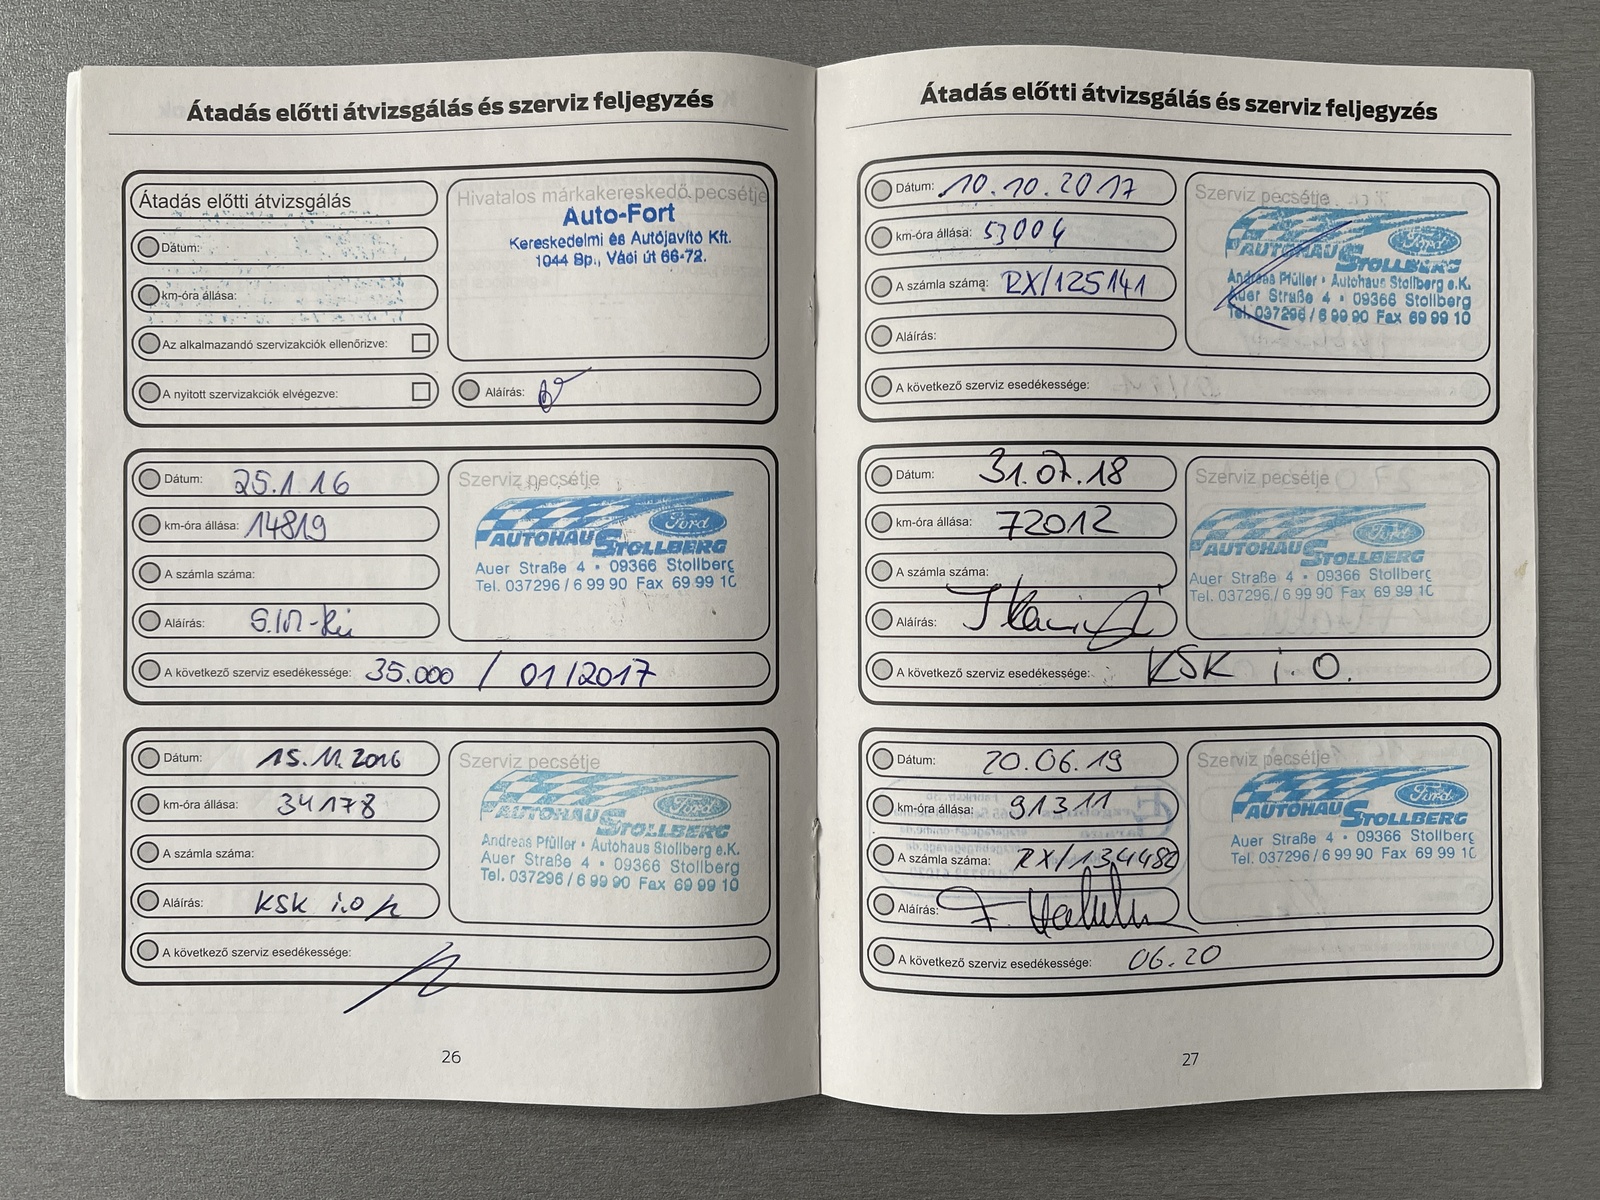 Átadás előtti átvizsgálás és szerviz feljegyzés
Átadás előtti átvizsgálás
Dátum:
km-óra állása:
Az alkalmazandó szervizakciók ellenőrizve:
A nyitott szervizakciók elvégezve:
Hivatalos márkakereskedő pecsétje
Auto-Fort
Kereskedelmi és Autójavító Kft.
1044 Bp., Váci út 66-72.
Aláírás:
Dátum: 25.1.16
km-óra állása: 14819
A számla száma:
Aláírás:
Szerviz pecsétje
Ford
AUTOHAUS STOLLBERG
Auer Straße 4 • 09366 Stollberg
Tel. 037296 / 6 99 90 Fax 69 99 10
A következő szerviz esedékessége: 35.000 / 01/2017
Dátum: 15.11.2016
km-óra állása: 34178
A számla száma:
Aláírás: KSK i.o
Szerviz pecsétje
Ford
AUTOHAUS STOLLBERG
Andreas Pfüller • Autohaus Stollberg e.K.
Auer Straße 4 • 09366 Stollberg
Tel. 037296 / 6 99 90 Fax 69 99 10
A következő szerviz esedékessége:
26
Átadás előtti átvizsgálás és szerviz feljegyzés
Dátum: 10.10.2017
km-óra állása: 53004
A számla száma: RX/125141
Aláírás:
Szerviz pecsétje
Ford
AUTOHAUS STOLLBERG
Andreas Pfüller • Autohaus Stollberg e.K.
Auer Straße 4 • 09366 Stollberg
Tel. 037296 / 6 99 90 Fax 69 99 10
A következő szerviz esedékessége:
Dátum: 31.07.18
km-óra állása: 72012
A számla száma:
Aláírás:
Szerviz pecsétje
Ford
AUTOHAUS STOLLBERG
Auer Straße 4 • 09366 Stollberg
Tel. 037296 / 6 99 90 Fax 69 99 10
A következő szerviz esedékessége: KSK i.O.
Dátum: 20.06.19
km-óra állása: 91311
A számla száma: RX/134482
Aláírás:
Szerviz pecsétje
Ford
AUTOHAUS STOLLBERG
Auer Straße 4 • 09366 Stollberg
Tel. 037296 / 6 99 90 Fax 69 99 10
A következő szerviz esedékessége: 06.20
27